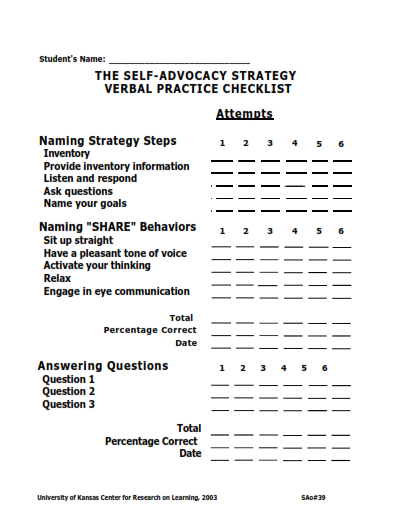 Student's Name: ____________________________
THE SELF-ADVOCACY STRATEGY
VERBAL PRACTICE CHECKLIST
Attempts
Naming Strategy Steps 1 2 3 4 5 6
Inventory
Provide inventory information
Listen and respond
Ask questions
Name your goals
Naming "SHARE" Behaviors 1 2 3 4 5 6
Sit up straight
Have a pleasant tone of voice
Activate your thinking
Relax
Engage in eye communication
Total
Percentage Correct
Date
Answering Questions 1 2 3 4 5 6
Question 1
Question 2
Question 3
Total
Percentage Correct
Date
University of Kansas Center for Research on Learning, 2003 SAo#39